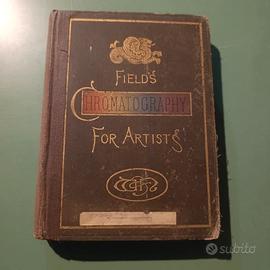 FIELD'S
CHROMATOGRAPHY
FOR ARTISTS
subito